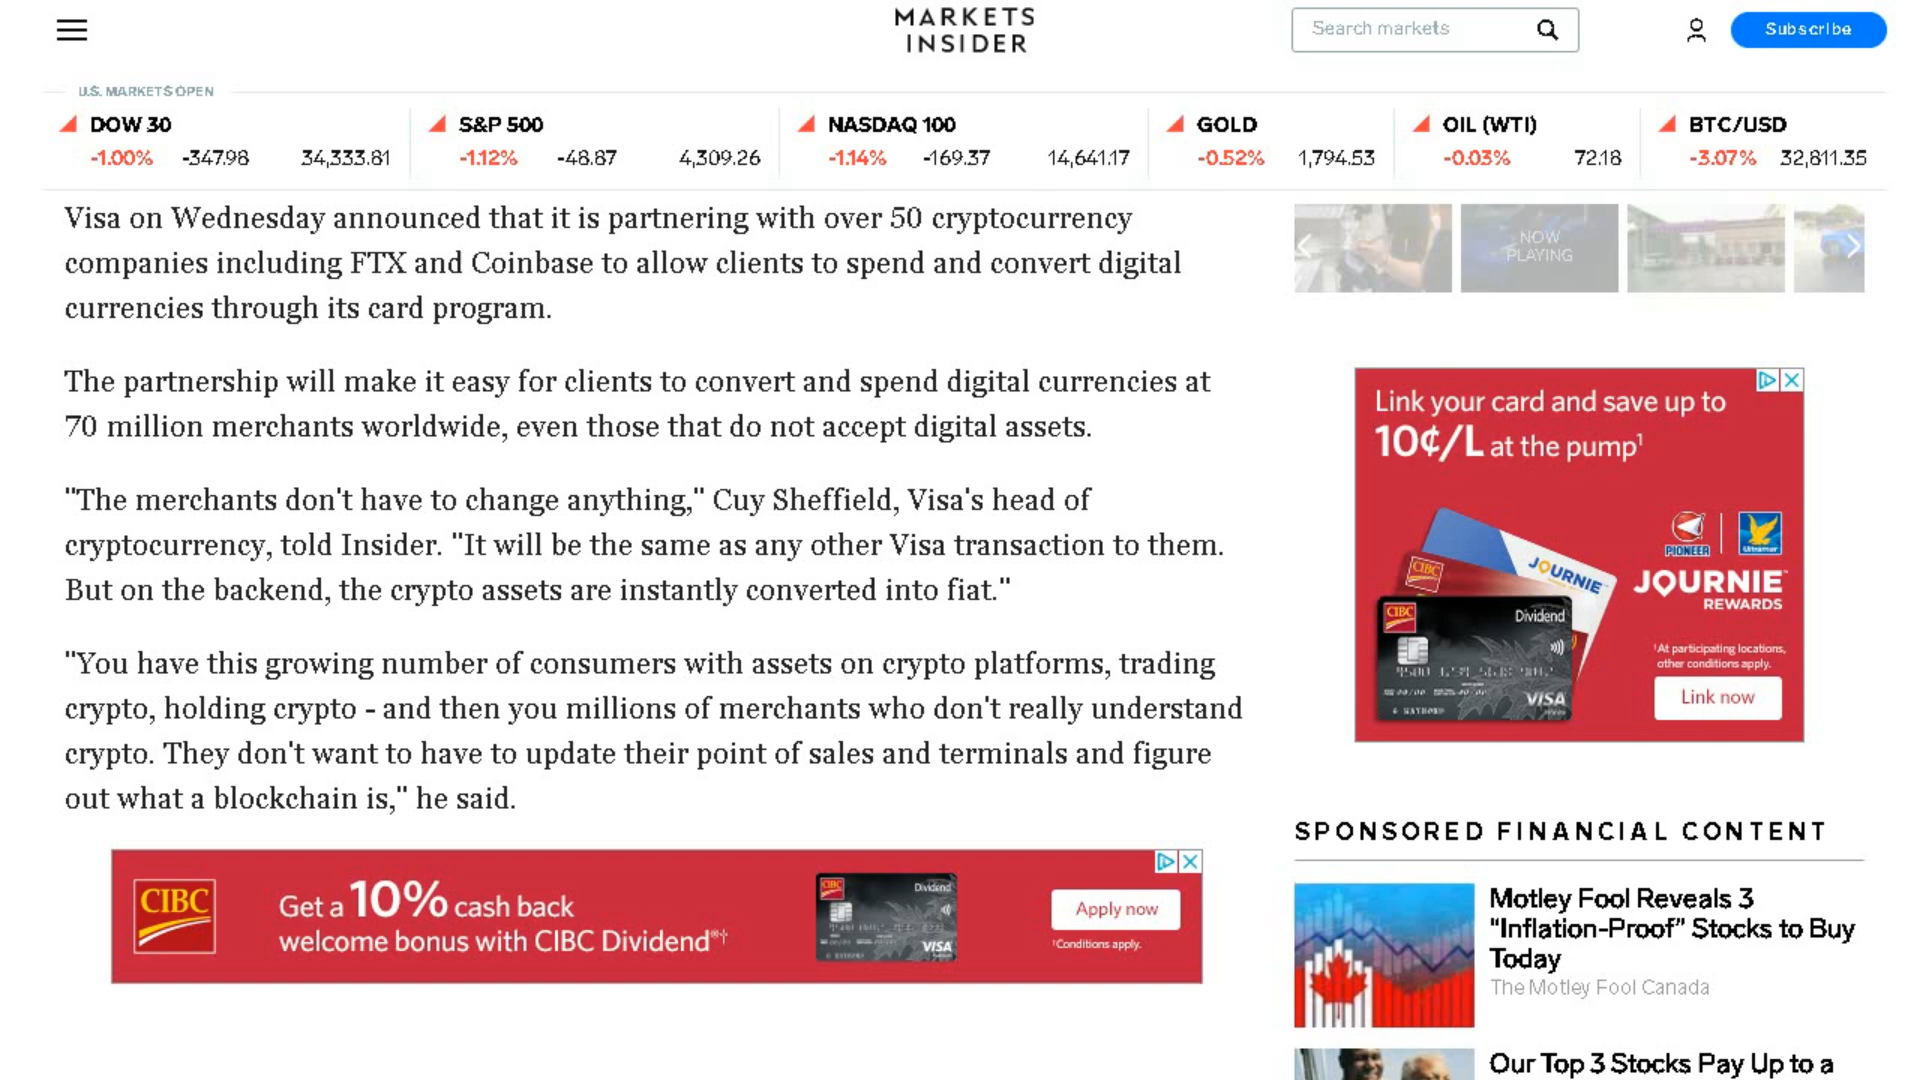 MARKETS
INSIDER
Search markets
Subscribe
U.S. MARKETS OPEN
DOW 30
-1.00% -347.98 34,333.81
S&P 500
-1.12% -48.87 4,309.26
NASDAQ 100
-1.14% -169.37 14,641.17
GOLD
-0.52% 1,794.53
OIL (WTI)
-0.03% 72.18
BTC/USD
-3.07% 32,811.35
Visa on Wednesday announced that it is partnering with over 50 cryptocurrency
companies including FTX and Coinbase to allow clients to spend and convert digital
currencies through its card program.
The partnership will make it easy for clients to convert and spend digital currencies at
70 million merchants worldwide, even those that do not accept digital assets.
"The merchants don't have to change anything," Cuy Sheffield, Visa's head of
cryptocurrency, told Insider. "It will be the same as any other Visa transaction to them.
But on the backend, the crypto assets are instantly converted into fiat."
"You have this growing number of consumers with assets on crypto platforms, trading
crypto, holding crypto - and then you millions of merchants who don't really understand
crypto. They don't want to have to update their point of sales and terminals and figure
out what a blockchain is," he said.
CIBC
Get a 10% cash back
welcome bonus with CIBC Dividend®†
CIBC
Dividend
VISA
Apply now
¹Conditions apply.
NOW
PLAYING
Link your card and save up to
10¢/L at the pump¹
PIONEER
Ultramar
JOURNIE
CIBC
JOURNIE™
REWARDS
CIBC
Dividend
VISA
¹At participating locations,
other conditions apply.
Link now
SPONSORED FINANCIAL CONTENT
Motley Fool Reveals 3
“Inflation-Proof” Stocks to Buy
Today
The Motley Fool Canada
Our Top 3 Stocks Pay Up to a